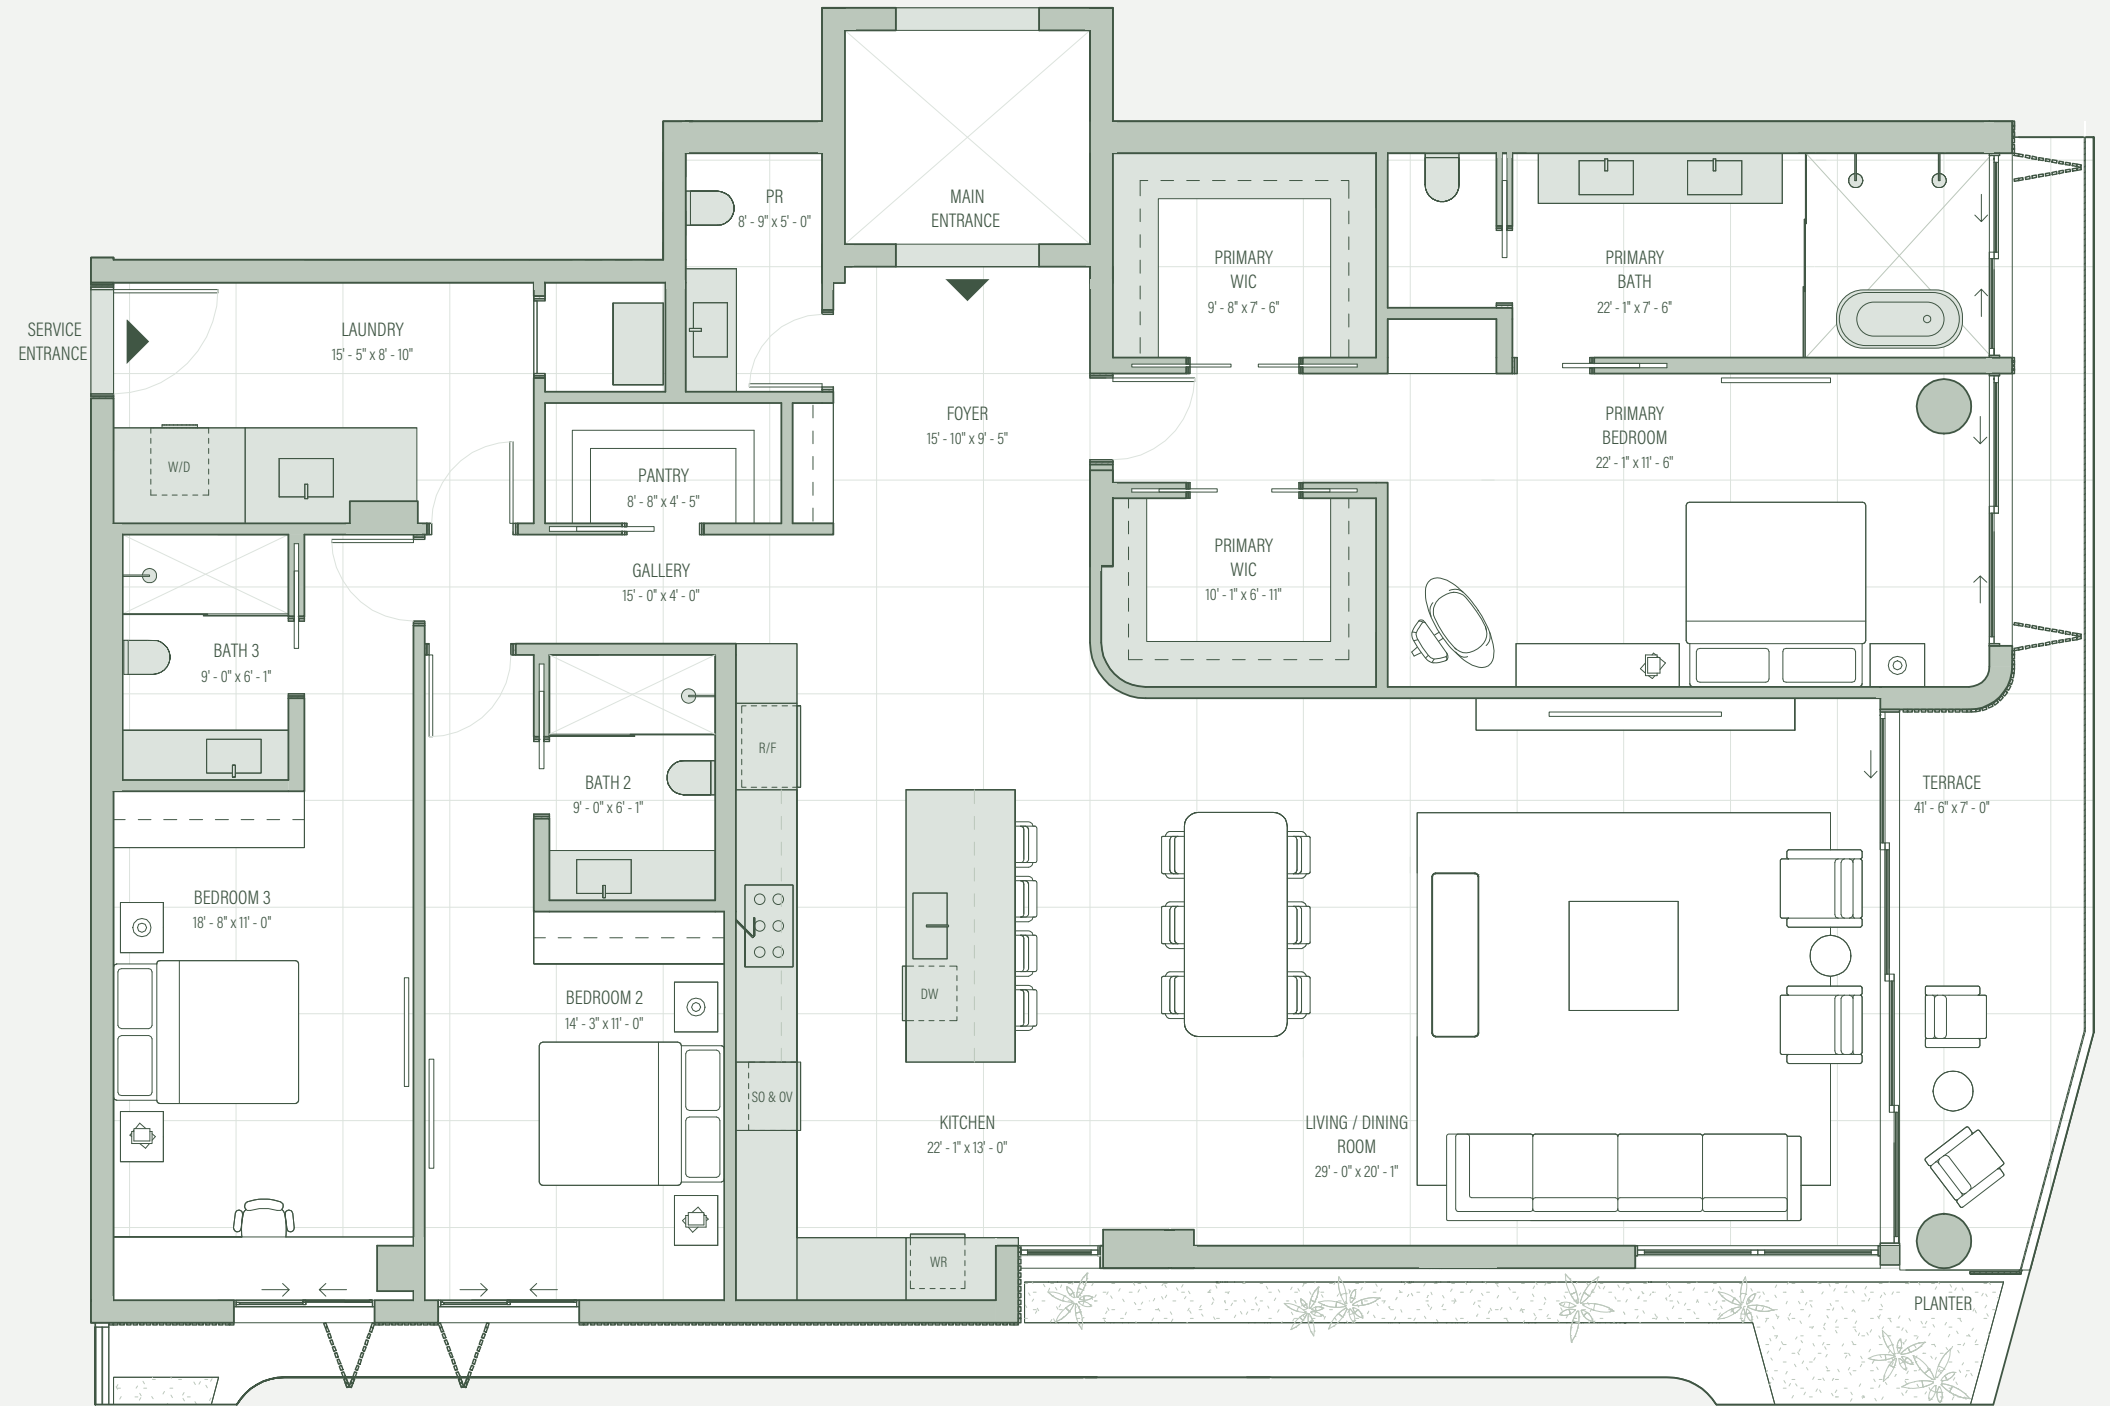 MAIN
ENTRANCE
PR
8' - 9" x 5' - 0"
PRIMARY
WIC
9' - 8" x 7' - 6"
PRIMARY
BATH
22' - 1" x 7' - 6"
SERVICE
ENTRANCE
LAUNDRY
15' - 5" x 8' - 10"
FOYER
15' - 10" x 9' - 5"
PRIMARY
BEDROOM
22' - 1" x 11' - 6"
W/D
PANTRY
8' - 8" x 4' - 5"
GALLERY
15' - 0" x 4' - 0"
PRIMARY
WIC
10' - 1" x 6' - 11"
BATH 3
9' - 0" x 6' - 1"
R/F
BATH 2
9' - 0" x 6' - 1"
TERRACE
41' - 6" x 7' - 0"
BEDROOM 3
18' - 8" x 11' - 0"
BEDROOM 2
14' - 3" x 11' - 0"
DW
SO & OV
KITCHEN
22' - 1" x 13' - 0"
LIVING / DINING
ROOM
29' - 0" x 20' - 1"
WR
PLANTER